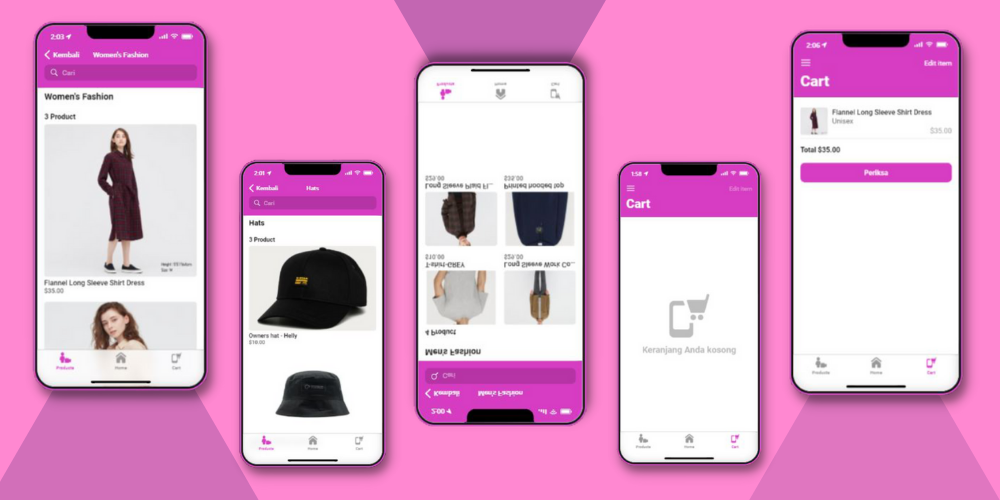 2:03
Kembali Women's Fashion
Cari
Women's Fashion
3 Product
Flannel Long Sleeve Shirt Dress
$35.00
Products Home Cart
2:01
Kembali Hats
Cari
Hats
3 Product
Owners hat - Helly
$18.00
Products Home Cart
2:00
Kembali Men's Fashion
Cari
Men's Fashion
4 Product
T-shirt-GREY Long Sleeve Work Co...
$10.00 $25.00
Long Sleeve Plaid Fl... Printed hooded top
$25.00 $35.00
Products Home Cart
1:58
Edit Item
Cart
Keranjang Anda kosong
Products Home Cart
2:06
Edit Item
Cart
Flannel Long Sleeve Shirt Dress
Unisex
$35.00
Total $35.00
Periksa
Products Home Cart